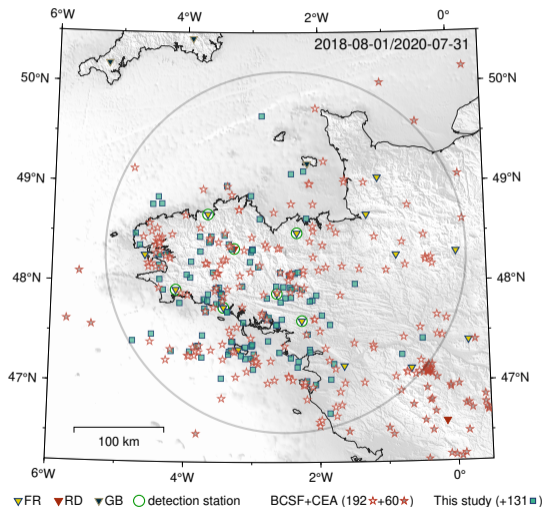 6°W 4°W 2°W 0°
2018-08-01/2020-07-31
50°N 50°N
49°N 49°N
48°N 48°N
47°N 47°N
100 km
6°W 4°W 2°W 0°
FR RD GB detection station BCSF+CEA (192☆+60★) This study (+131■)